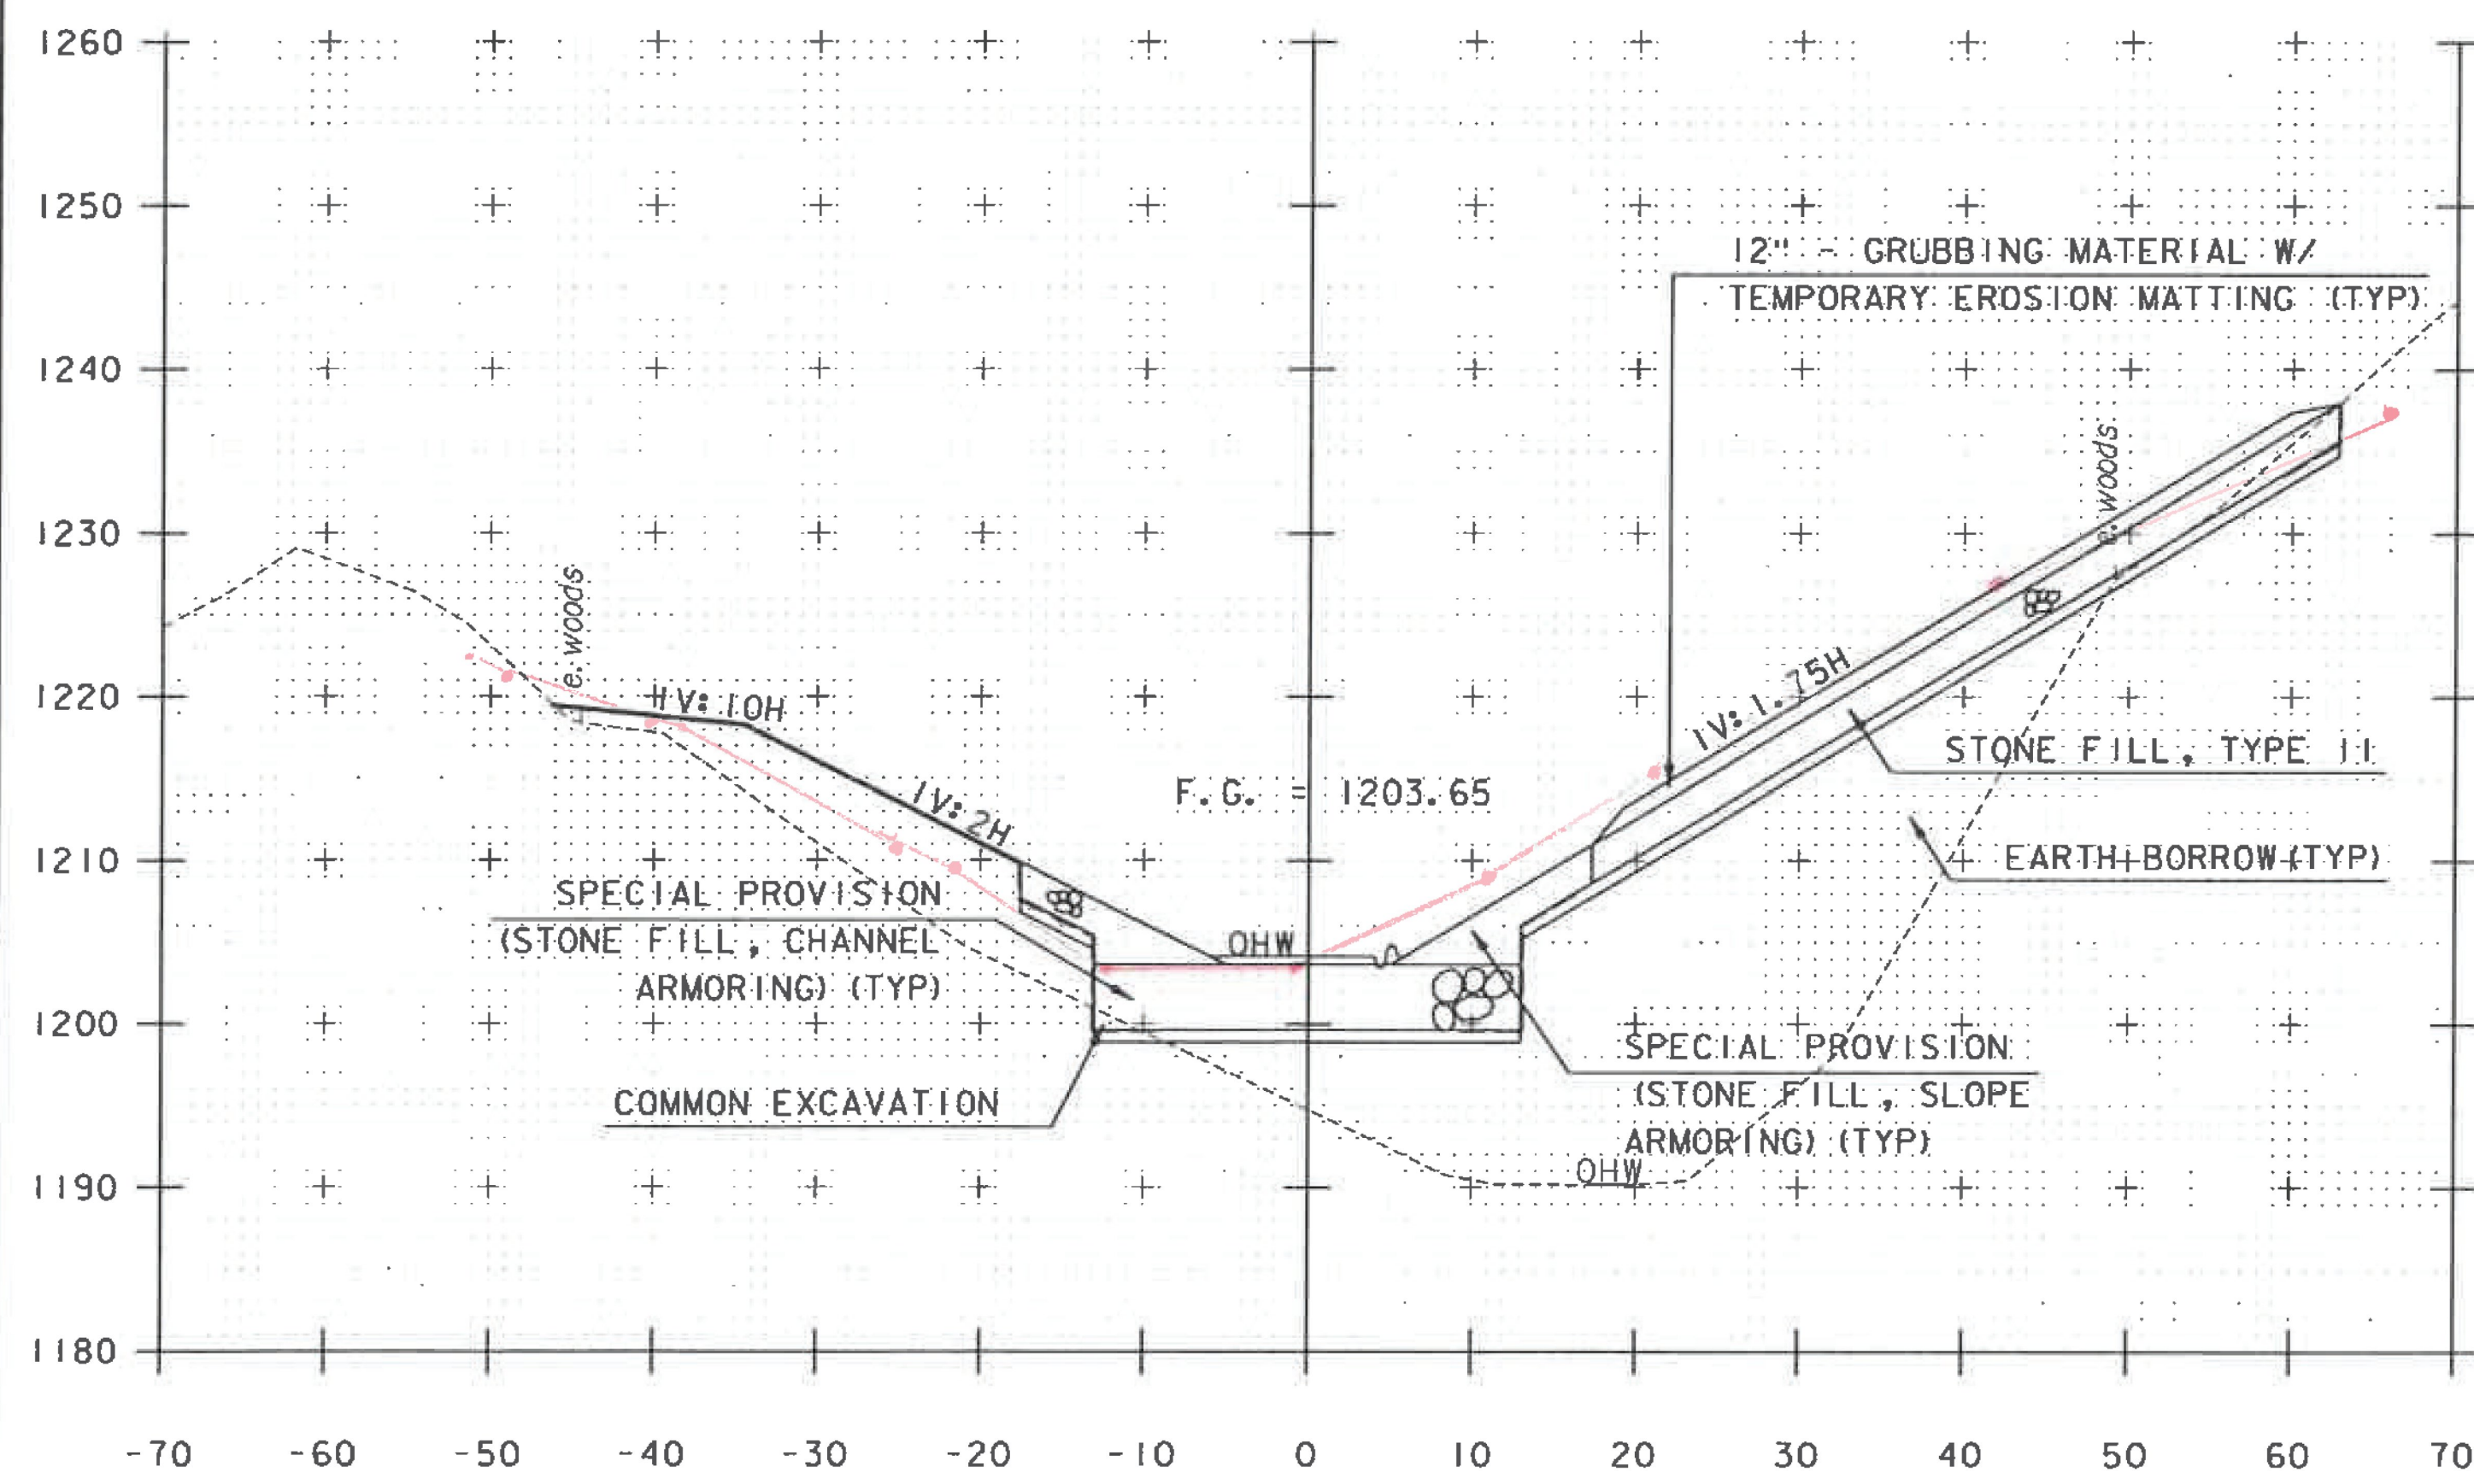 1260
1250
12" - GRUBBING MATERIAL W/
TEMPORARY EROSION MATTING (TYP)
1240
e. woods
1230
e. woods
1220
1V: 10H
1V: 1.75H
STONE FILL, TYPE II
F. G. = 1203.65
1V: 2H
1210
EARTH BORROW (TYP)
SPECIAL PROVISION
(STONE FILL, CHANNEL
ARMORING) (TYP)
OHW
1200
SPECIAL PROVISION
(STONE FILL, SLOPE
ARMORING) (TYP)
COMMON EXCAVATION
OHW
1190
1180
-70 -60 -50 -40 -30 -20 -10 0 10 20 30 40 50 60 70